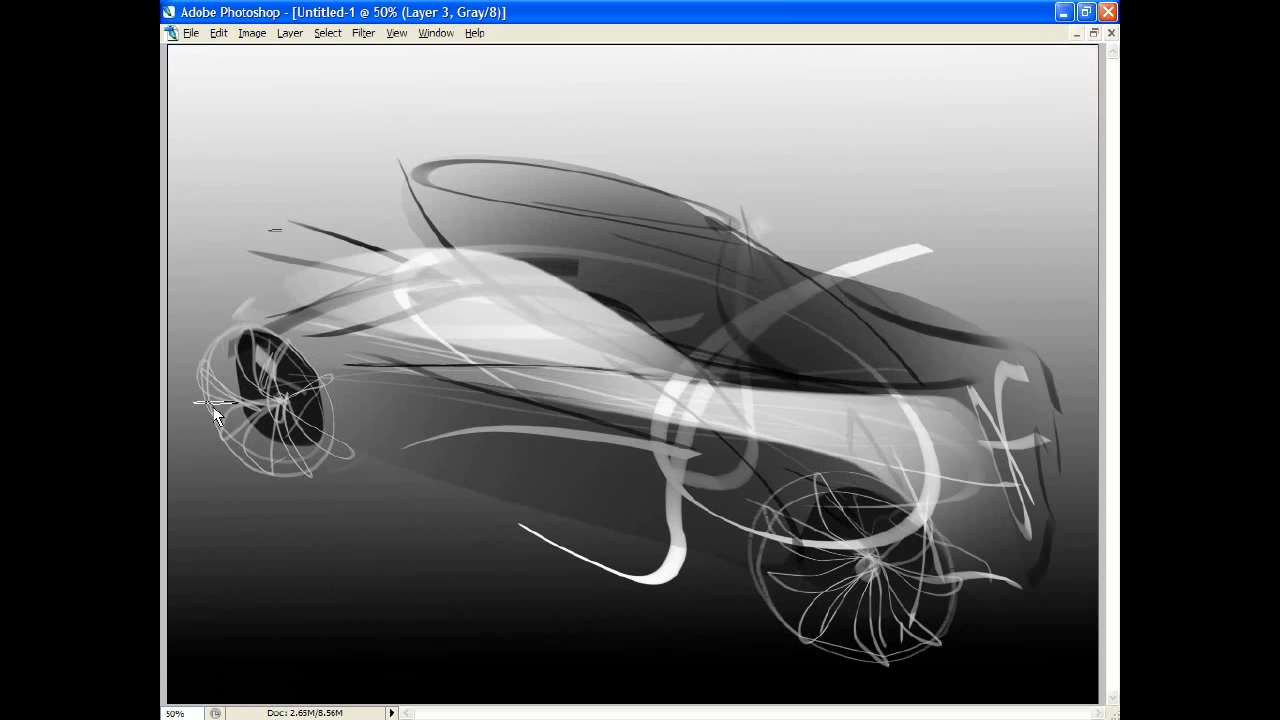 Adobe Photoshop - [Untitled-1 @ 50% (Layer 3, Gray/8)]
File Edit Image Layer Select Filter View Window Help
50% Doc: 2.65M/8.56M